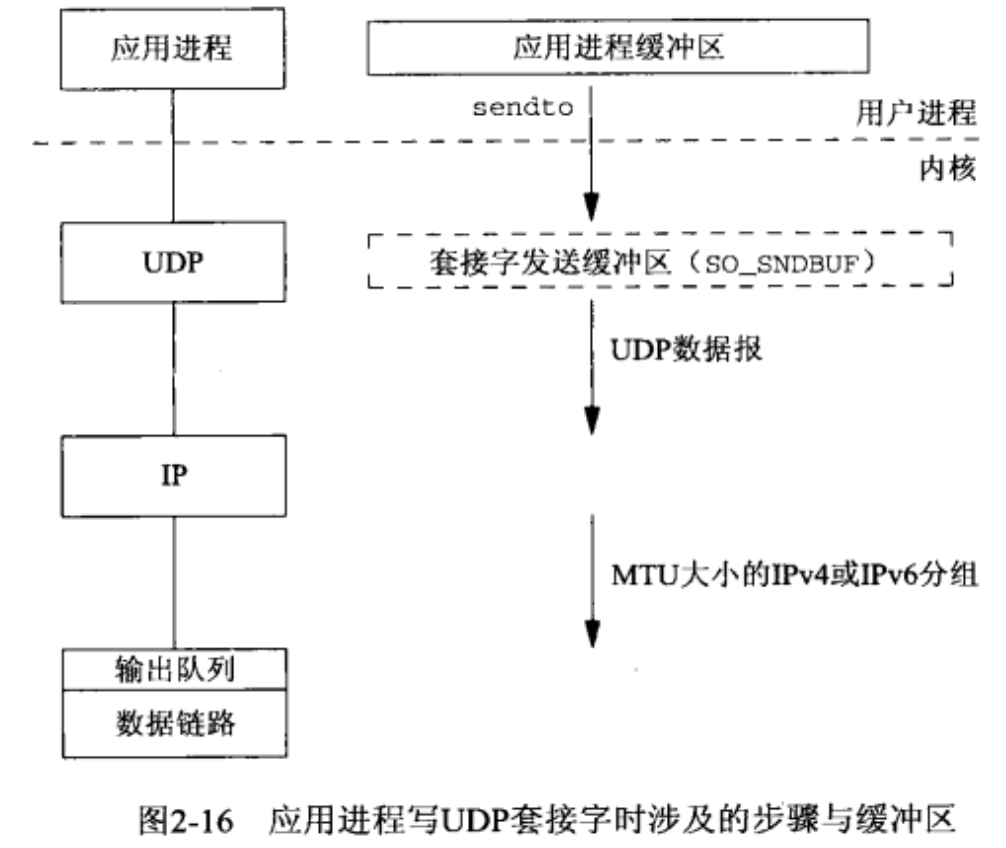 应用进程
应用进程缓冲区
sendto
用户进程
内核
UDP
套接字发送缓冲区（SO_SNDBUF）
UDP数据报
IP
MTU大小的IPv4或IPv6分组
输出队列
数据链路
图2-16 应用进程写UDP套接字时涉及的步骤与缓冲区